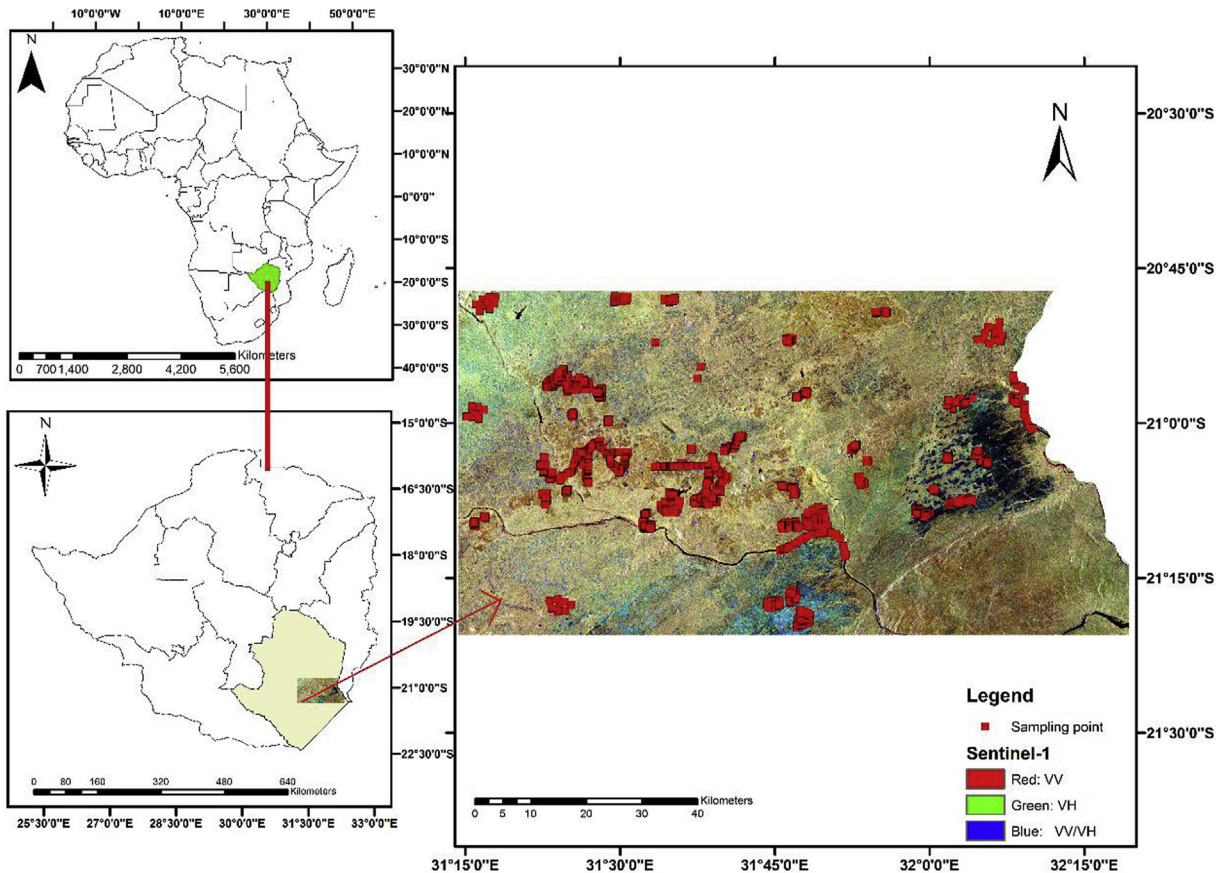 10°0'0"W 10°0'0"E 30°0'0"E 50°0'0"E
N
30°0'0"N
20°0'0"N
10°0'0"N
0°0'0"
10°0'0"S
20°0'0"S
30°0'0"S
40°0'0"S
Kilometers
0 700 1,400 2,800 4,200 5,600
N
15°0'0"S
16°30'0"S
18°0'0"S
19°30'0"S
21°0'0"S
22°30'0"S
0 80 160 320 480 640
Kilometers
25°30'0"E 27°0'0"E 28°30'0"E 30°0'0"E 31°30'0"E 33°0'0"E
N
20°30'0"S
20°45'0"S
21°0'0"S
21°15'0"S
21°30'0"S
Legend
Sampling point
Sentinel-1
Red: VV
Green: VH
Blue: VV/VH
Kilometers
0 5 10 20 30 40
31°15'0"E 31°30'0"E 31°45'0"E 32°0'0"E 32°15'0"E